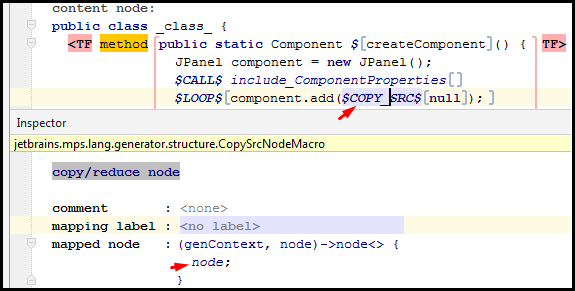 content node:
public class _class_ {
<TF method [public static Component $[createComponent]() { TF>
JPanel component = new JPanel();
$CALL$ include_ComponentProperties[]
$LOOP$[component.add($COPY_SRC$[null]);]
Inspector
jetbrains.mps.lang.generator.structure.CopySrcNodeMacro
copy/reduce node
comment : <none>
mapping label : <no label>
mapped node : (genContext, node)->node<> {
node;
}